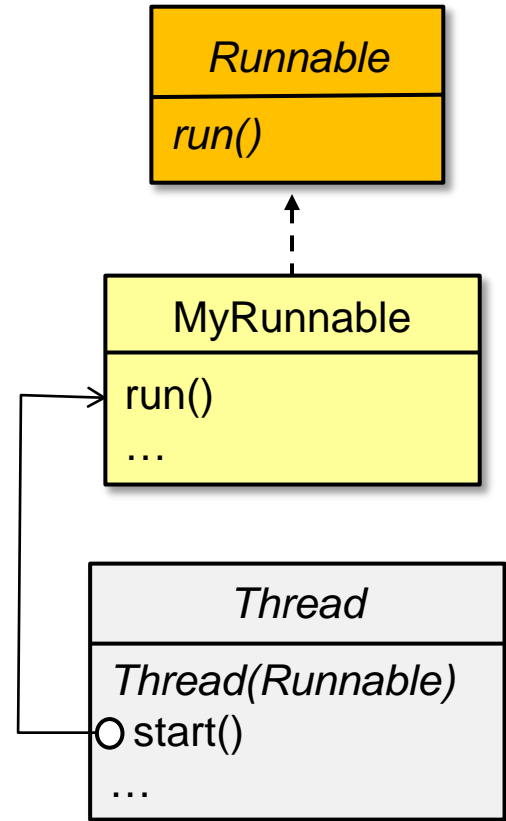 Runnable
run()
MyRunnable
run()
…
Thread
Thread(Runnable)
start()
…